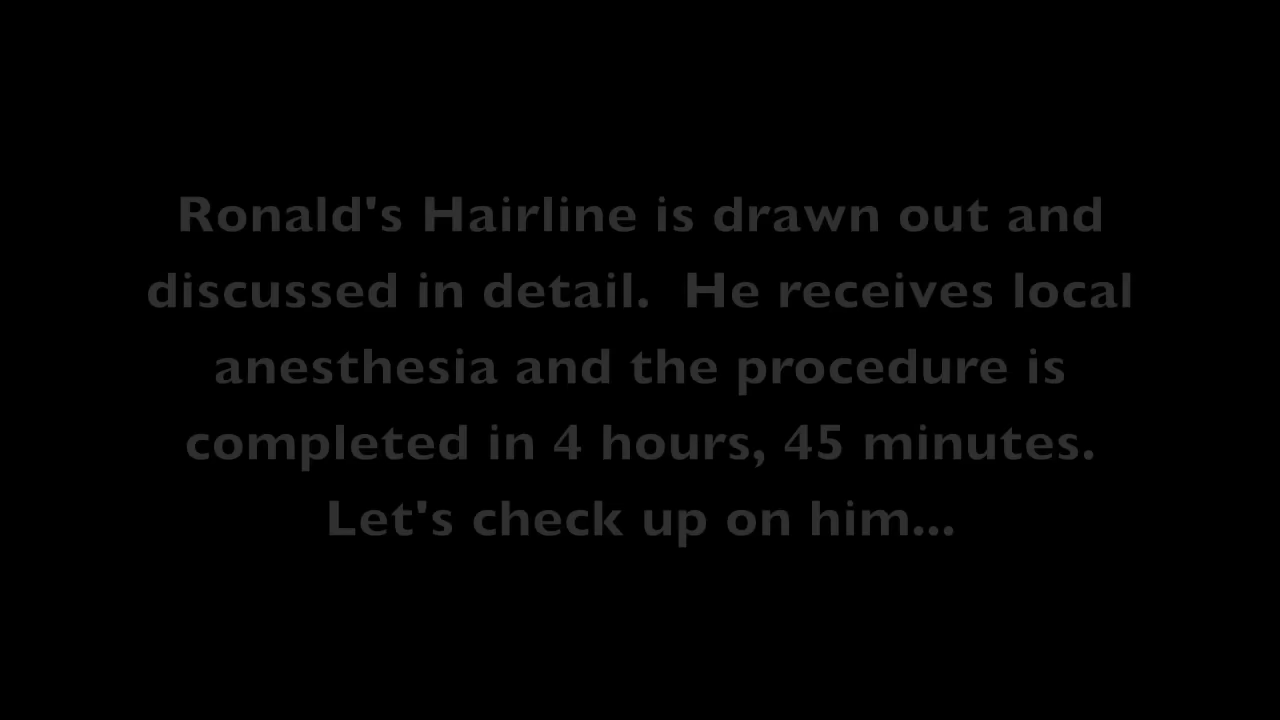 Ronald's Hairline is drawn out and
discussed in detail.  He receives local
anesthesia and the procedure is
completed in 4 hours, 45 minutes.
Let's check up on him...